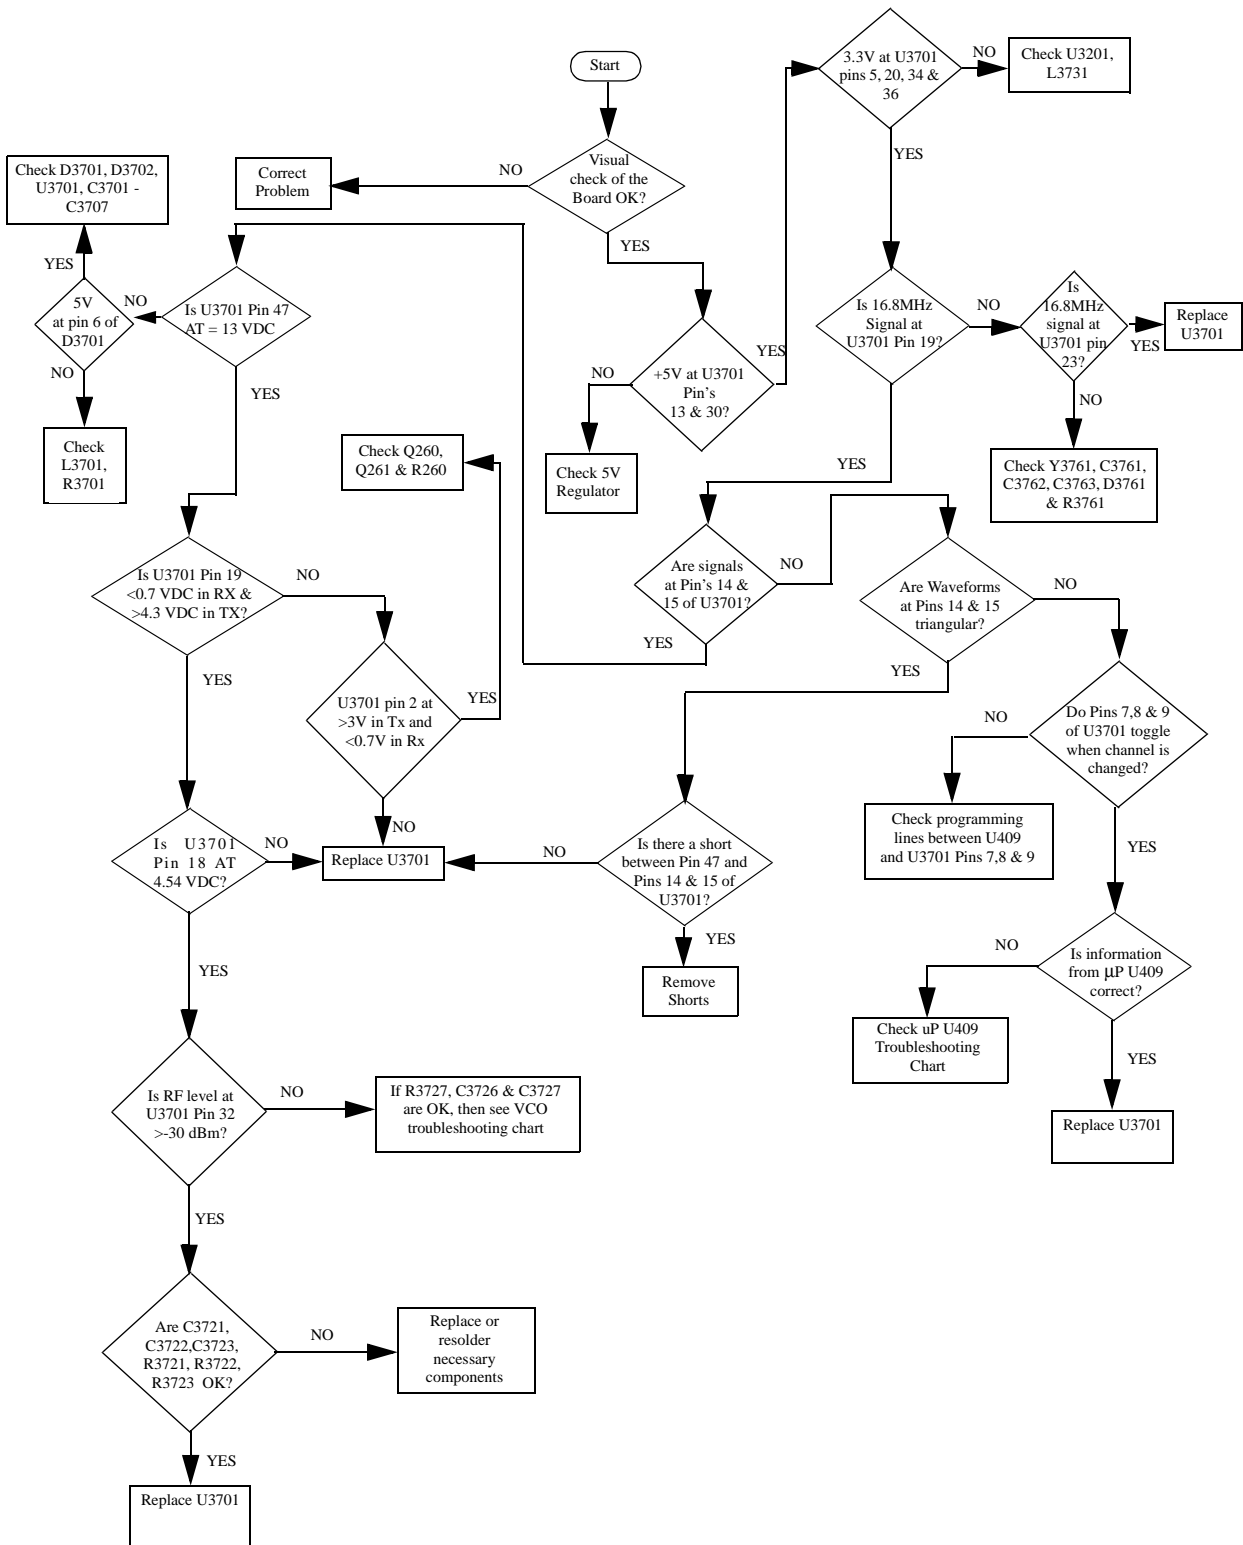 Start
Visual
check of the
Board OK?
NO
Correct
Problem
YES
+5V at U3701
Pin's
13 & 30?
NO
Check 5V
Regulator
YES
3.3V at U3701
pins 5, 20, 34 &
36
NO
Check U3201,
L3731
YES
Is 16.8MHz
Signal at
U3701 Pin 19?
NO
Is
16.8MHz
signal at
U3701 pin
23?
YES
Replace
U3701
NO
Check Y3761, C3761,
C3762, C3763, D3761
& R3761
YES
Are signals
at Pin's 14 &
15 of U3701?
NO
Are Waveforms
at Pins 14 & 15
triangular?
NO
Do Pins 7,8 & 9
of U3701 toggle
when channel is
changed?
NO
Check programming
lines between U409
and U3701 Pins 7,8 & 9
YES
Is information
from µP U409
correct?
NO
Check uP U409
Troubleshooting
Chart
YES
Replace U3701
YES
Is there a short
between Pin 47 and
Pins 14 & 15 of
U3701?
NO
Replace U3701
YES
Remove
Shorts
YES
Is U3701 Pin 47
AT = 13 VDC
NO
5V
at pin 6 of
D3701
YES
Check D3701, D3702,
U3701, C3701 -
C3707
NO
Check
L3701,
R3701
YES
Is U3701 Pin 19
<0.7 VDC in RX &
>4.3 VDC in TX?
NO
U3701 pin 2 at
>3V in Tx and
<0.7V in Rx
YES
Check Q260,
Q261 & R260
NO
YES
Is U3701
Pin 18 AT
4.54 VDC?
NO
YES
Is RF level at
U3701 Pin 32
>-30 dBm?
NO
If R3727, C3726 & C3727
are OK, then see VCO
troubleshooting chart
YES
Are C3721,
C3722,C3723,
R3721, R3722,
R3723 OK?
NO
Replace or
resolder
necessary
components
YES
Replace U3701